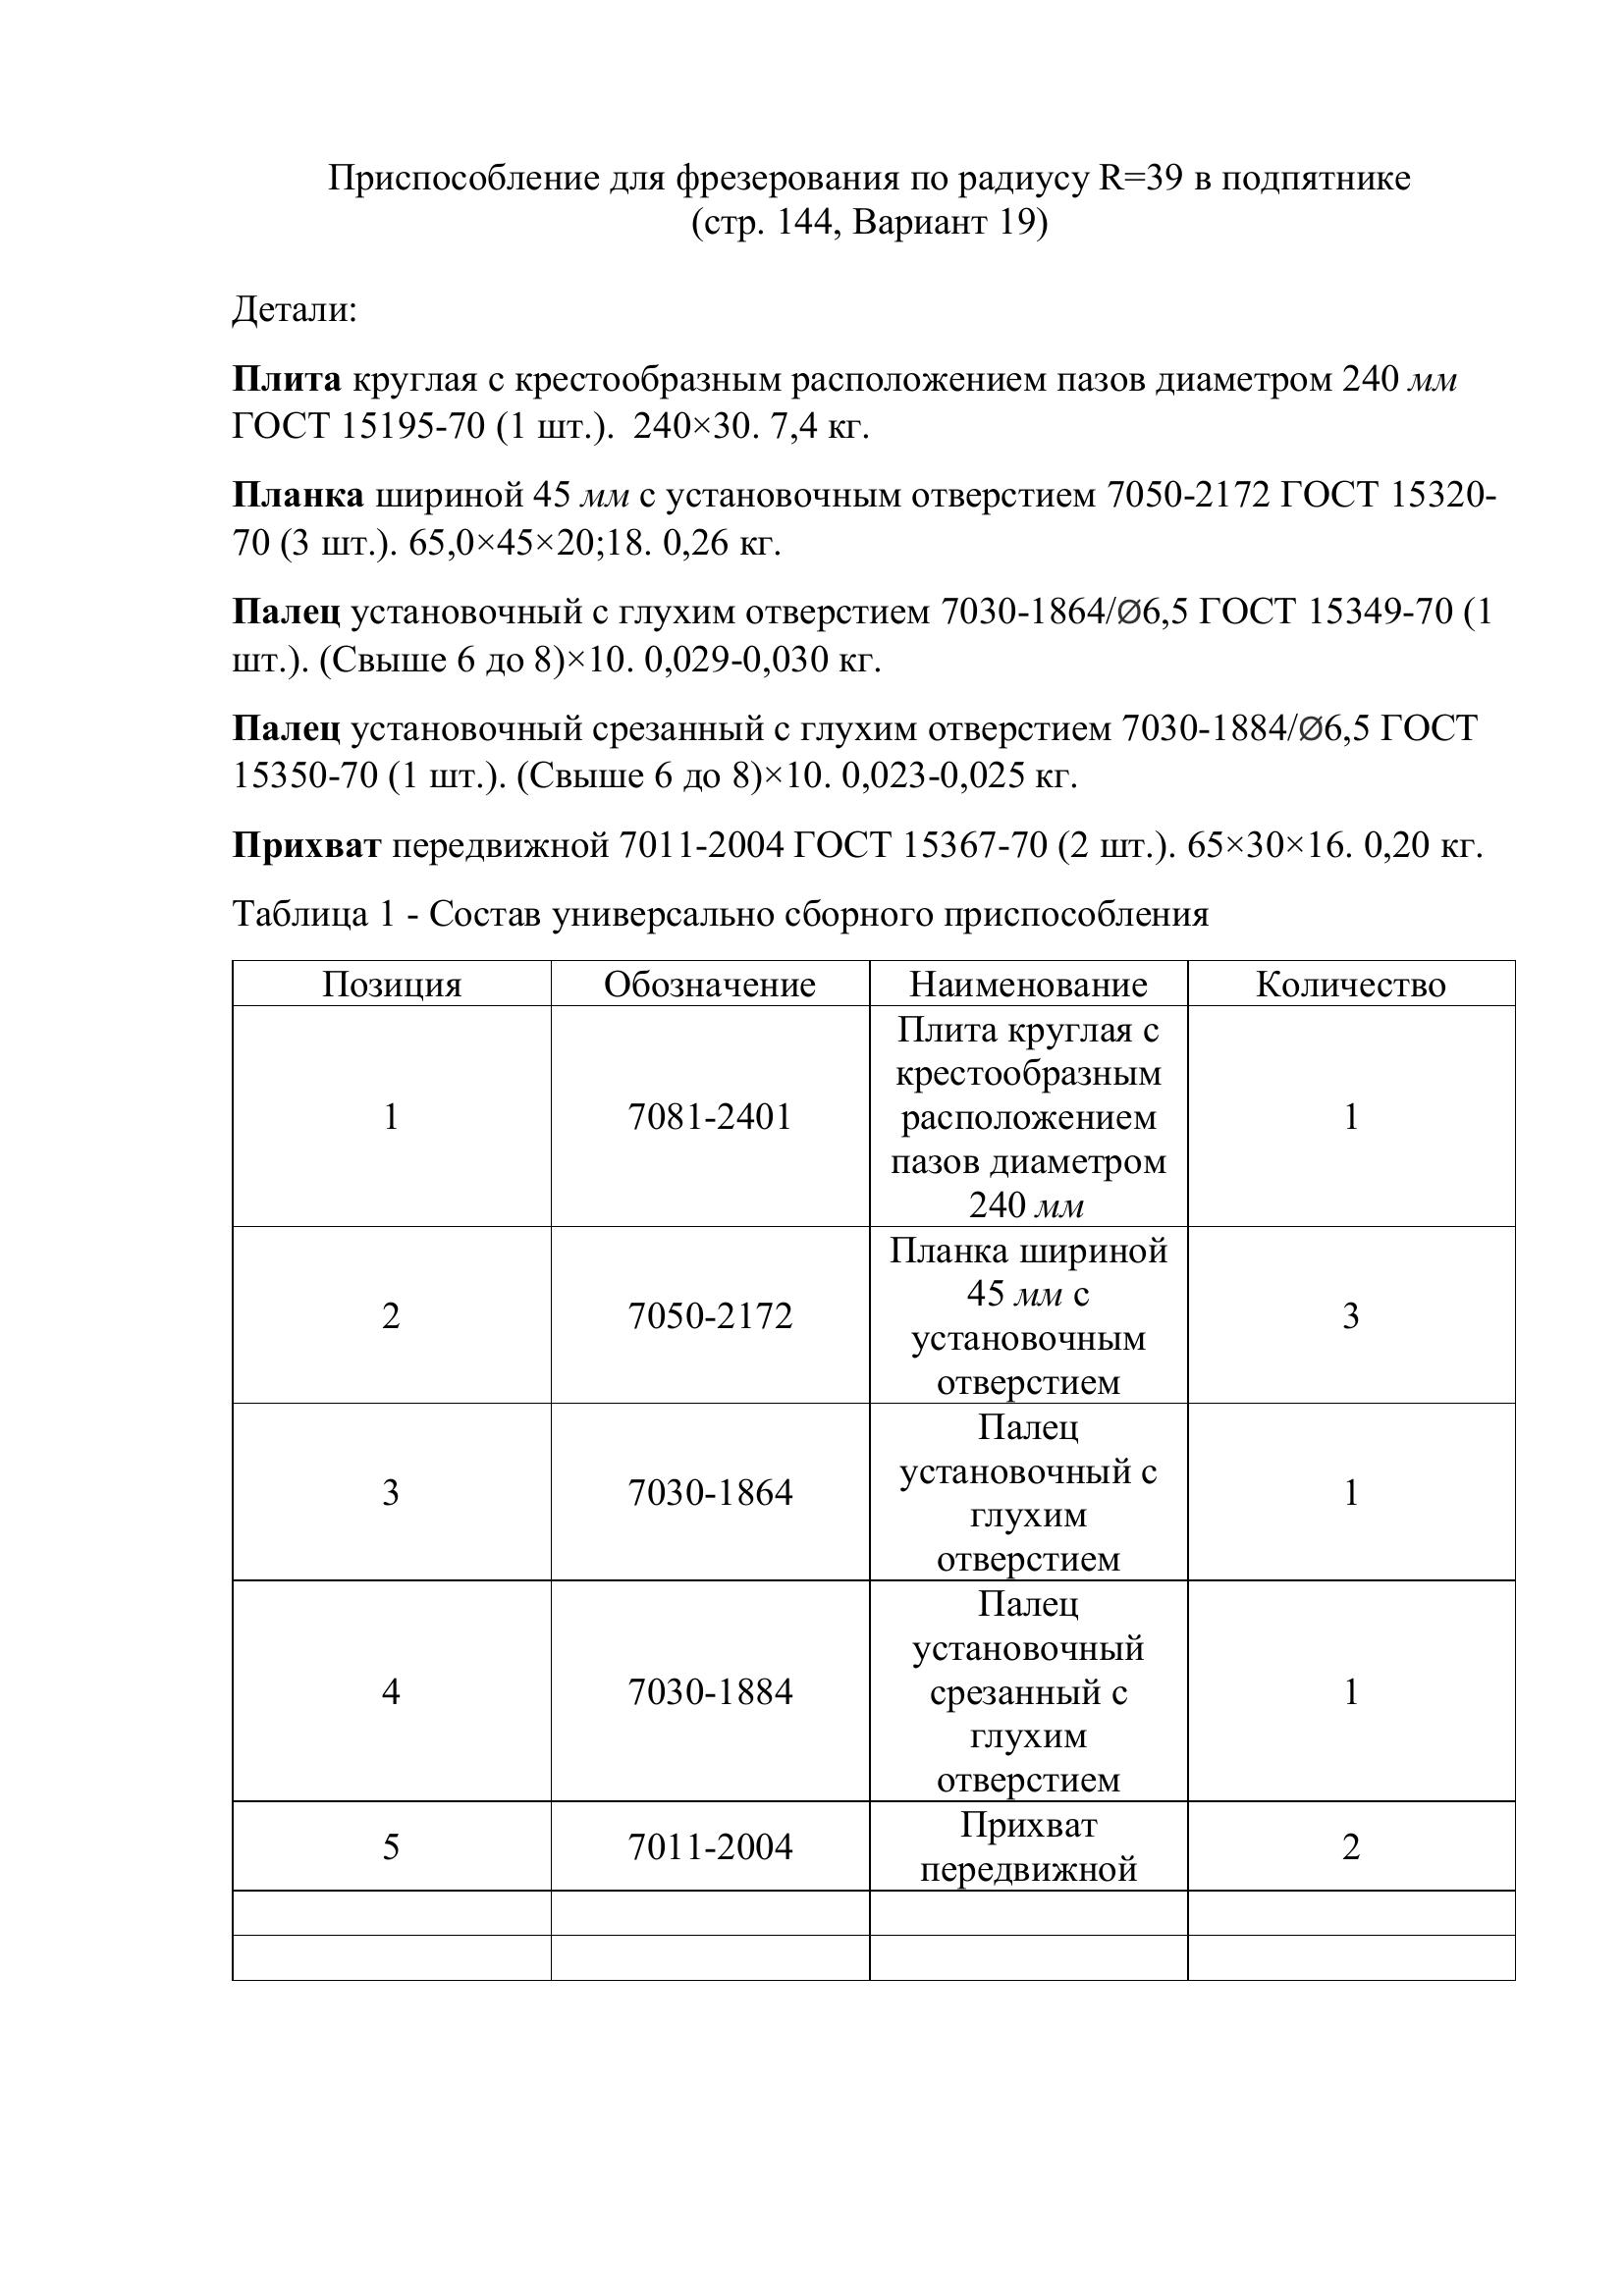 Приспособление для фрезерования по радиусу R=39 в подпятнике
(стр. 144, Вариант 19)
Детали:
Плита круглая с крестообразным расположением пазов диаметром 240 мм
ГОСТ 15195-70 (1 шт.).  240×30. 7,4 кг.
Планка шириной 45 мм с установочным отверстием 7050-2172 ГОСТ 15320-
70 (3 шт.). 65,0×45×20;18. 0,26 кг.
Палец установочный с глухим отверстием 7030-1864/∅6,5 ГОСТ 15349-70 (1
шт.). (Свыше 6 до 8)×10. 0,029-0,030 кг.
Палец установочный срезанный с глухим отверстием 7030-1884/∅6,5 ГОСТ
15350-70 (1 шт.). (Свыше 6 до 8)×10. 0,023-0,025 кг.
Прихват передвижной 7011-2004 ГОСТ 15367-70 (2 шт.). 65×30×16. 0,20 кг.
Таблица 1 - Состав универсально сборного приспособления
Позиция Обозначение Наименование Количество
1 7081-2401 Плита круглая с
крестообразным
расположением
пазов диаметром
240 мм 1
2 7050-2172 Планка шириной
45 мм с
установочным
отверстием 3
3 7030-1864 Палец
установочный с
глухим
отверстием 1
4 7030-1884 Палец
установочный
срезанный с
глухим
отверстием 1
5 7011-2004 Прихват
передвижной 2